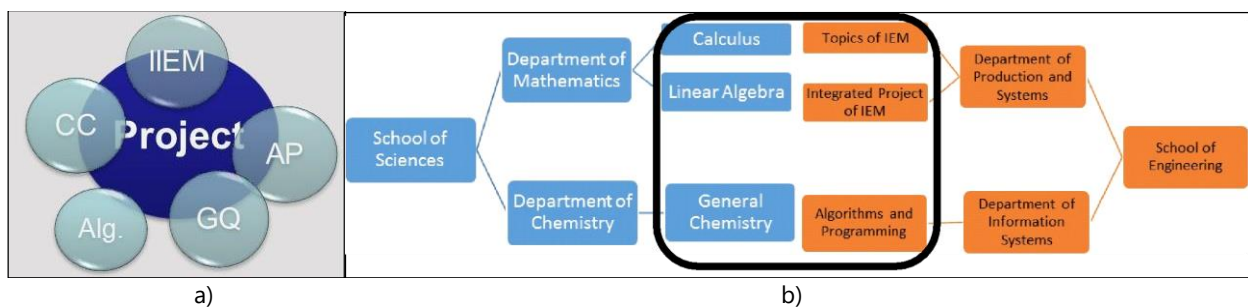 IIEM
CC
Project
AP
Alg.
GQ
School of
Sciences
Department of
Mathematics
Department of
Chemistry
Calculus
Linear Algebra
General
Chemistry
Topics of IEM
Integrated Project
of IEM
Algorithms and
Programming
Department of
Production and
Systems
Department of
Information
Systems
School of
Engineering
a)
b)